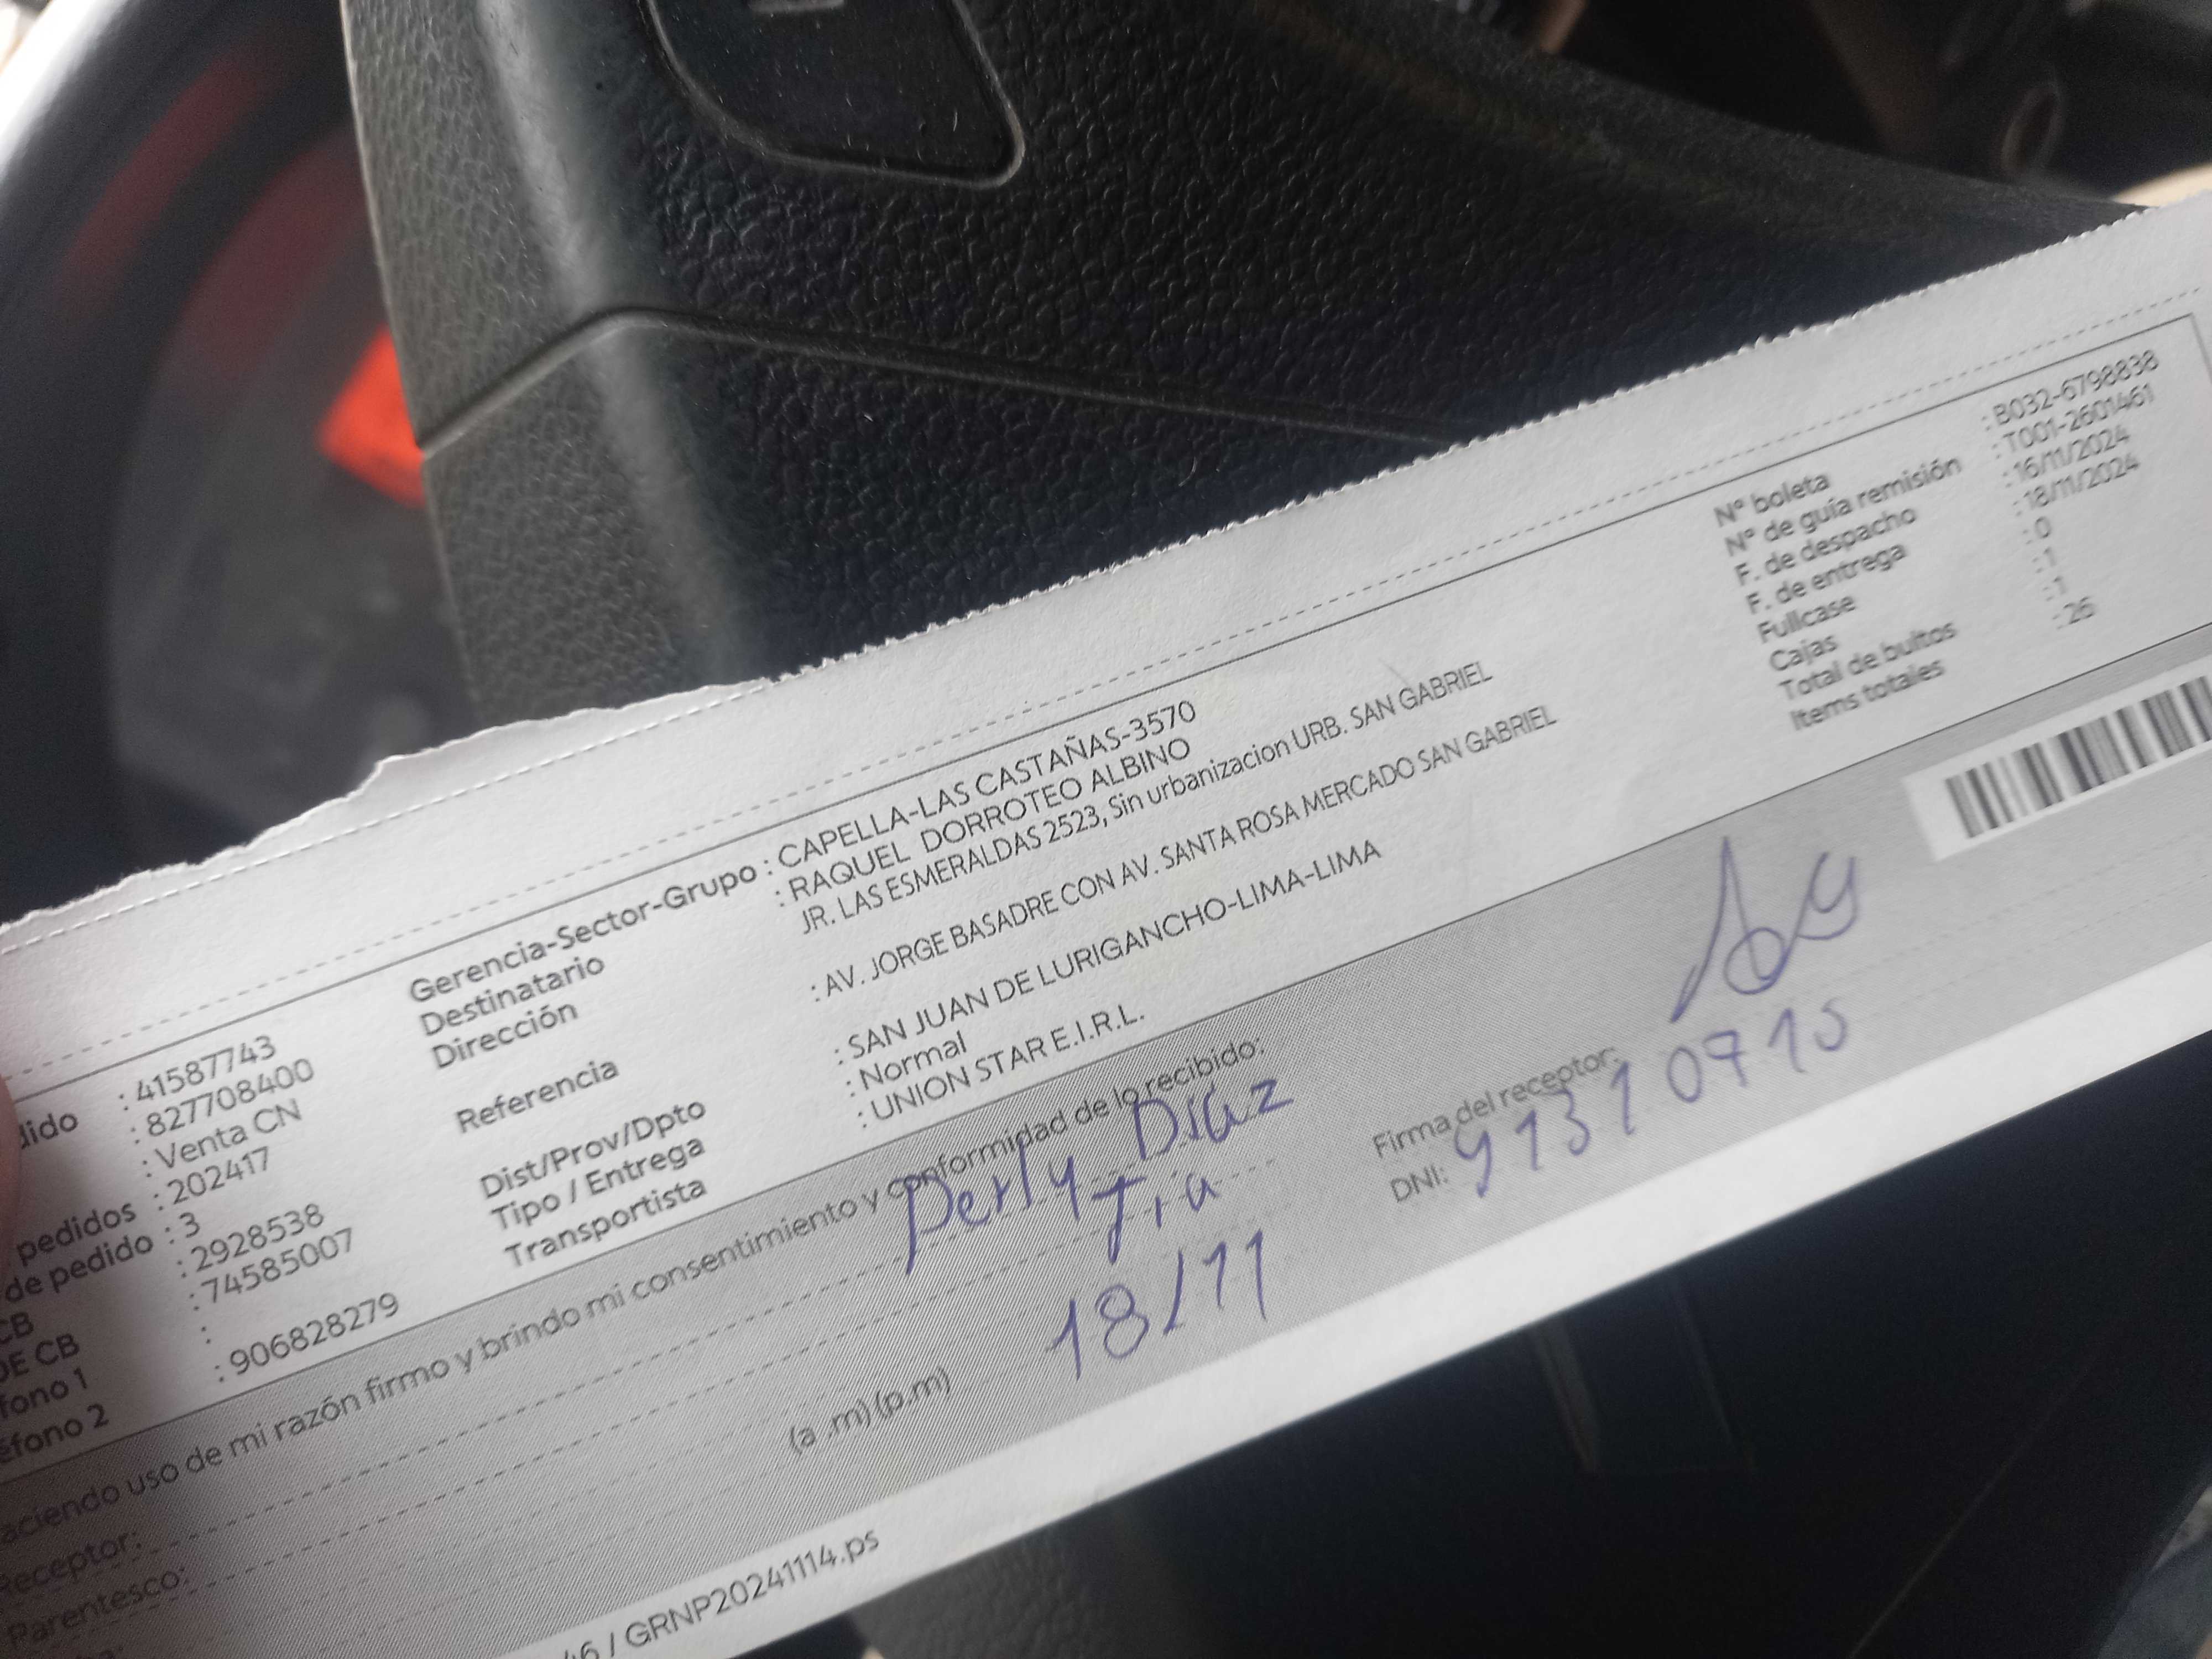 dido : 41587743
: 827708400
: Venta CN
pedidos : 202417
de pedido : 3
CB : 2928538
DE CB : 74585007
fono 1 :
éfono 2 : 906828279
Gerencia-Sector-Grupo : CAPELLA-LAS CASTAÑAS-3570
Destinatario : RAQUEL DORROTEO ALBINO
Dirección JR. LAS ESMERALDAS 2523, Sin urbanizacion URB. SAN GABRIEL
Referencia : AV. JORGE BASADRE CON AV. SANTA ROSA MERCADO SAN GABRIEL
Dist/Prov/Dpto : SAN JUAN DE LURIGANCHO-LIMA-LIMA
Tipo / Entrega : Normal
Transportista : UNION STAR E.I.R.L.
N° boleta : B032-6798838
N° de guía remisión : T001-2601461
F. de despacho : 16/11/2024
F. de entrega : 18/11/2024
Fullcase : 0
Cajas : 1
Total de bultos : 1
Items totales : 26
aciendo uso de mi razón firmo y brindo mi consentimiento y conformidad de lo recibido:
Receptor: Perly Diaz
Parentesco: Tia
18/11
(a .m) (p.m)
Firma del receptor:
DNI: 91310715
46 / GRNP20241114.ps